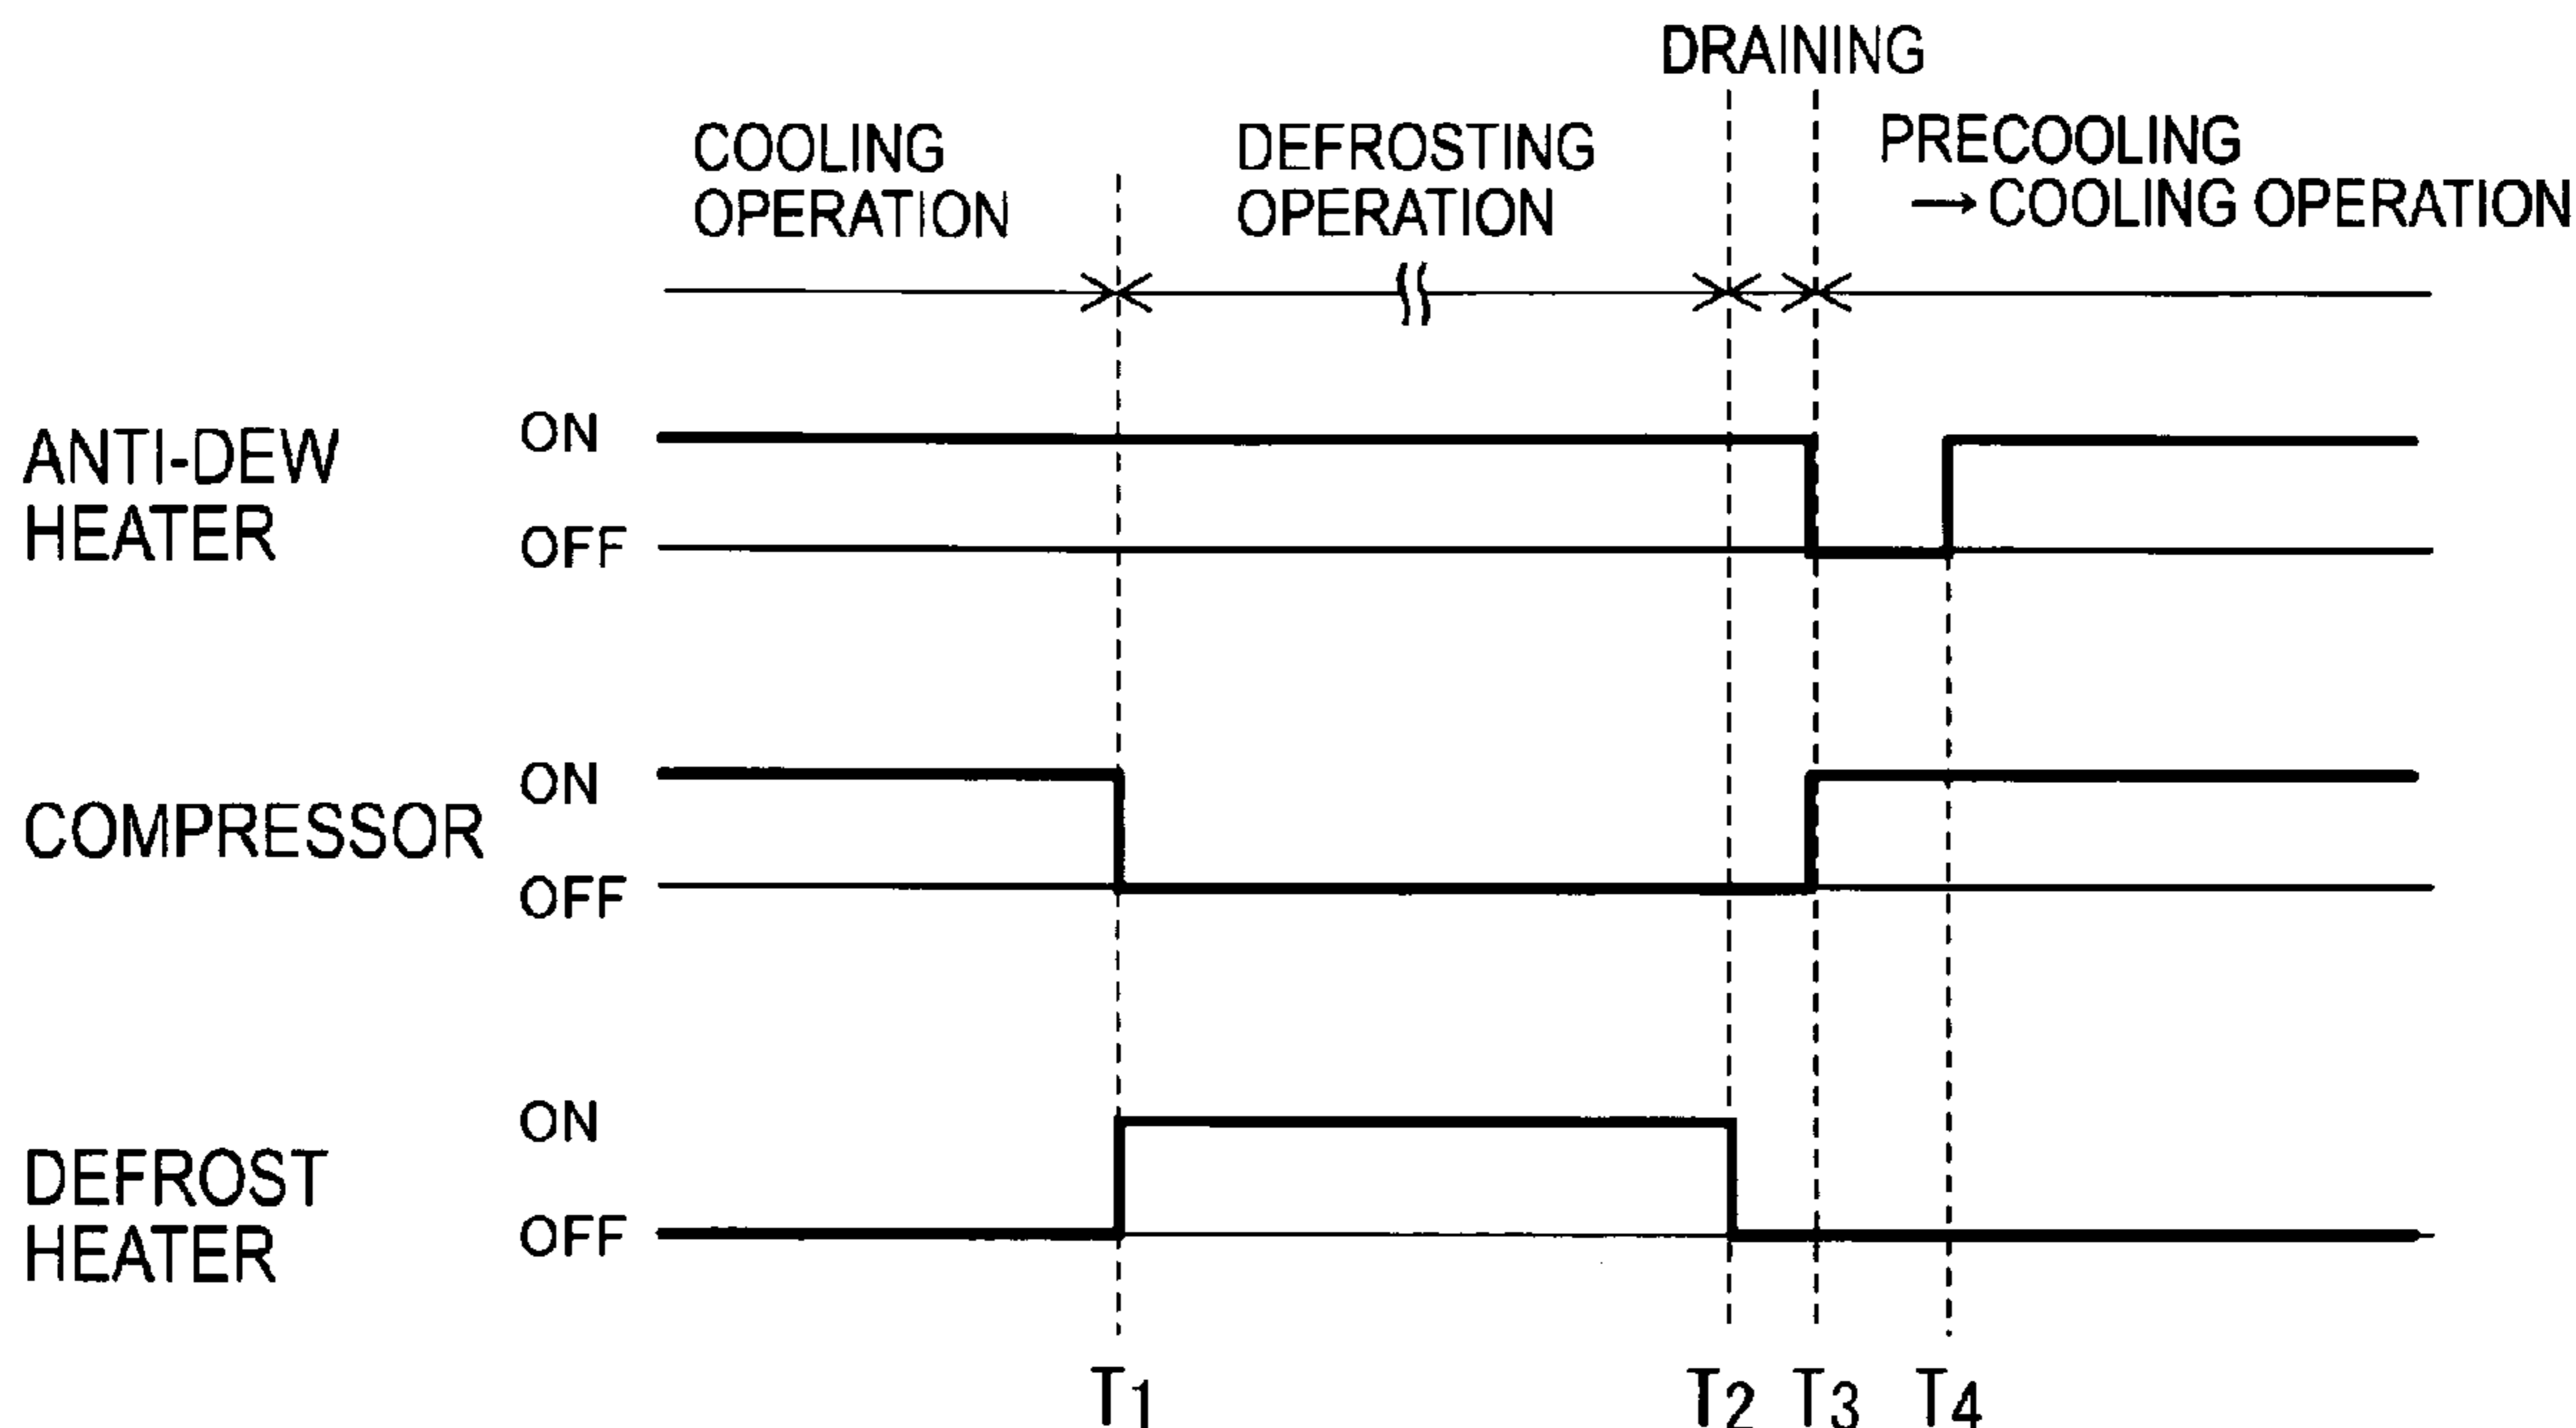 DRAINING
COOLING
OPERATION
DEFROSTING
OPERATION
PRECOOLING
→ COOLING OPERATION
ANTI-DEW
HEATER
ON
OFF
COMPRESSOR
ON
OFF
DEFROST
HEATER
ON
OFF
T1
T2
T3
T4